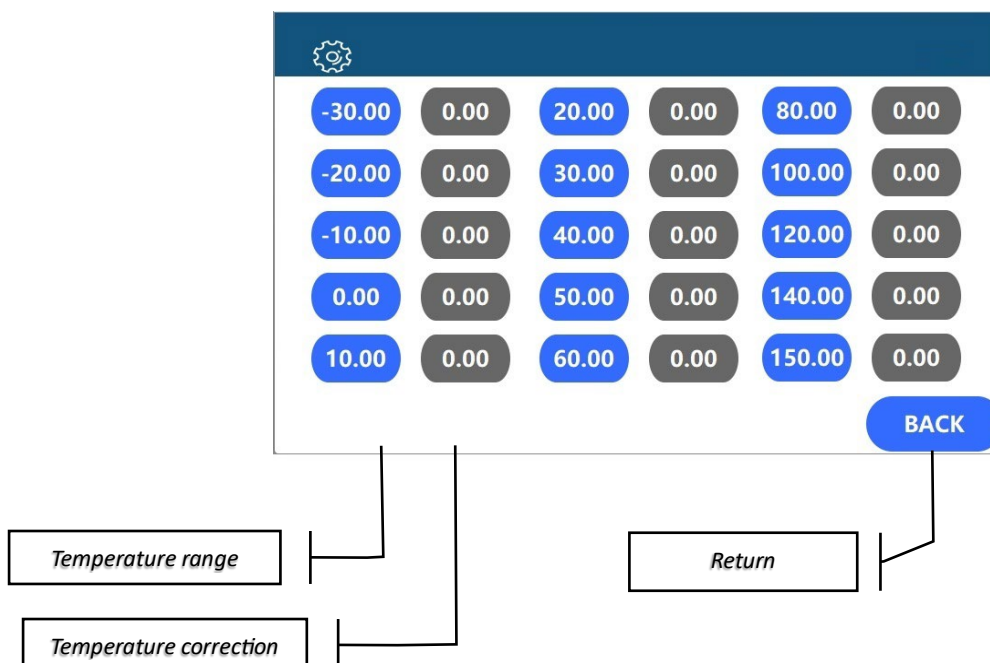 -30.00 0.00 20.00 0.00 80.00 0.00
-20.00 0.00 30.00 0.00 100.00 0.00
-10.00 0.00 40.00 0.00 120.00 0.00
0.00 0.00 50.00 0.00 140.00 0.00
10.00 0.00 60.00 0.00 150.00 0.00
BACK
Temperature range
Return
Temperature correction